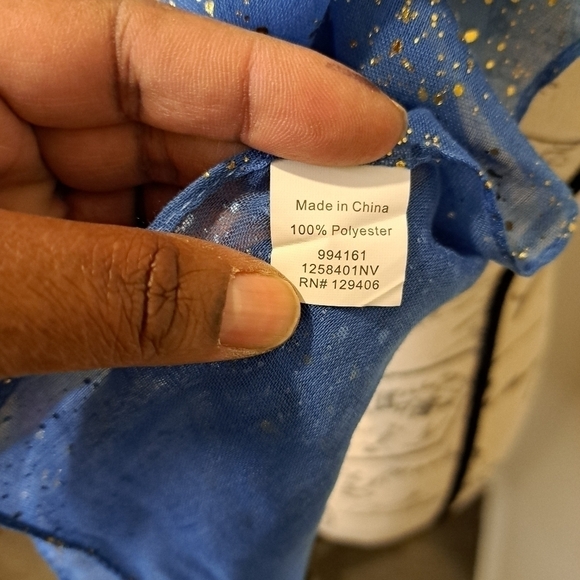 Made in China
100% Polyester
994161
1258401NV
RN# 129406